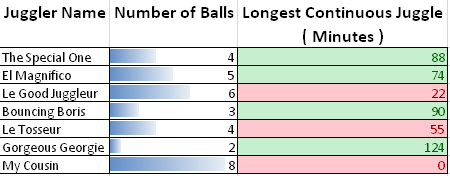 Juggler Name Number of Balls Longest Continuous Juggle
( Minutes )
The Special One 4 88
El Magnifico 5 74
Le Good Juggleur 6 22
Bouncing Boris 3 90
Le Tosseur 4 55
Gorgeous Georgie 2 124
My Cousin 8 0